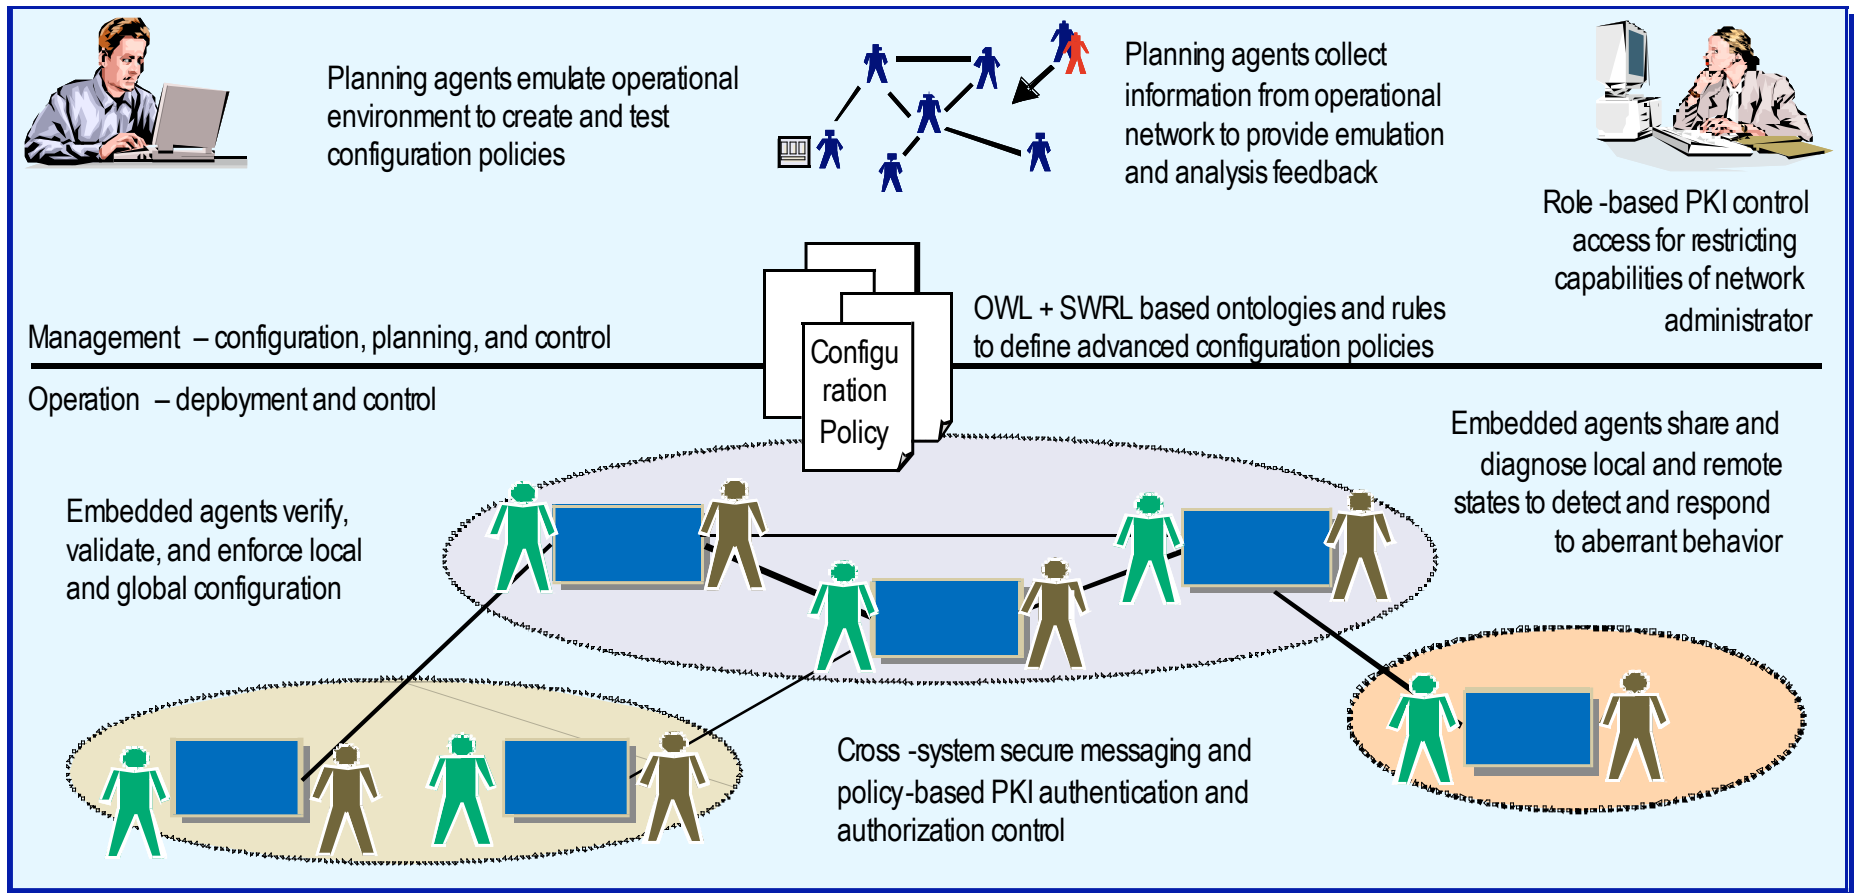 Planning agents emulate operational
environment to create and test
configuration policies
Planning agents collect
information from operational
network to provide emulation
and analysis feedback
Role -based PKI control
access for restricting
capabilities of network
administrator
Management – configuration, planning, and control
OWL + SWRL based ontologies and rules
to define advanced configuration policies
Configu
ration
Policy
Operation – deployment and control
Embedded agents verify,
validate, and enforce local
and global configuration
Embedded agents share and
diagnose local and remote
states to detect and respond
to aberrant behavior
Cross -system secure messaging and
policy-based PKI authentication and
authorization control